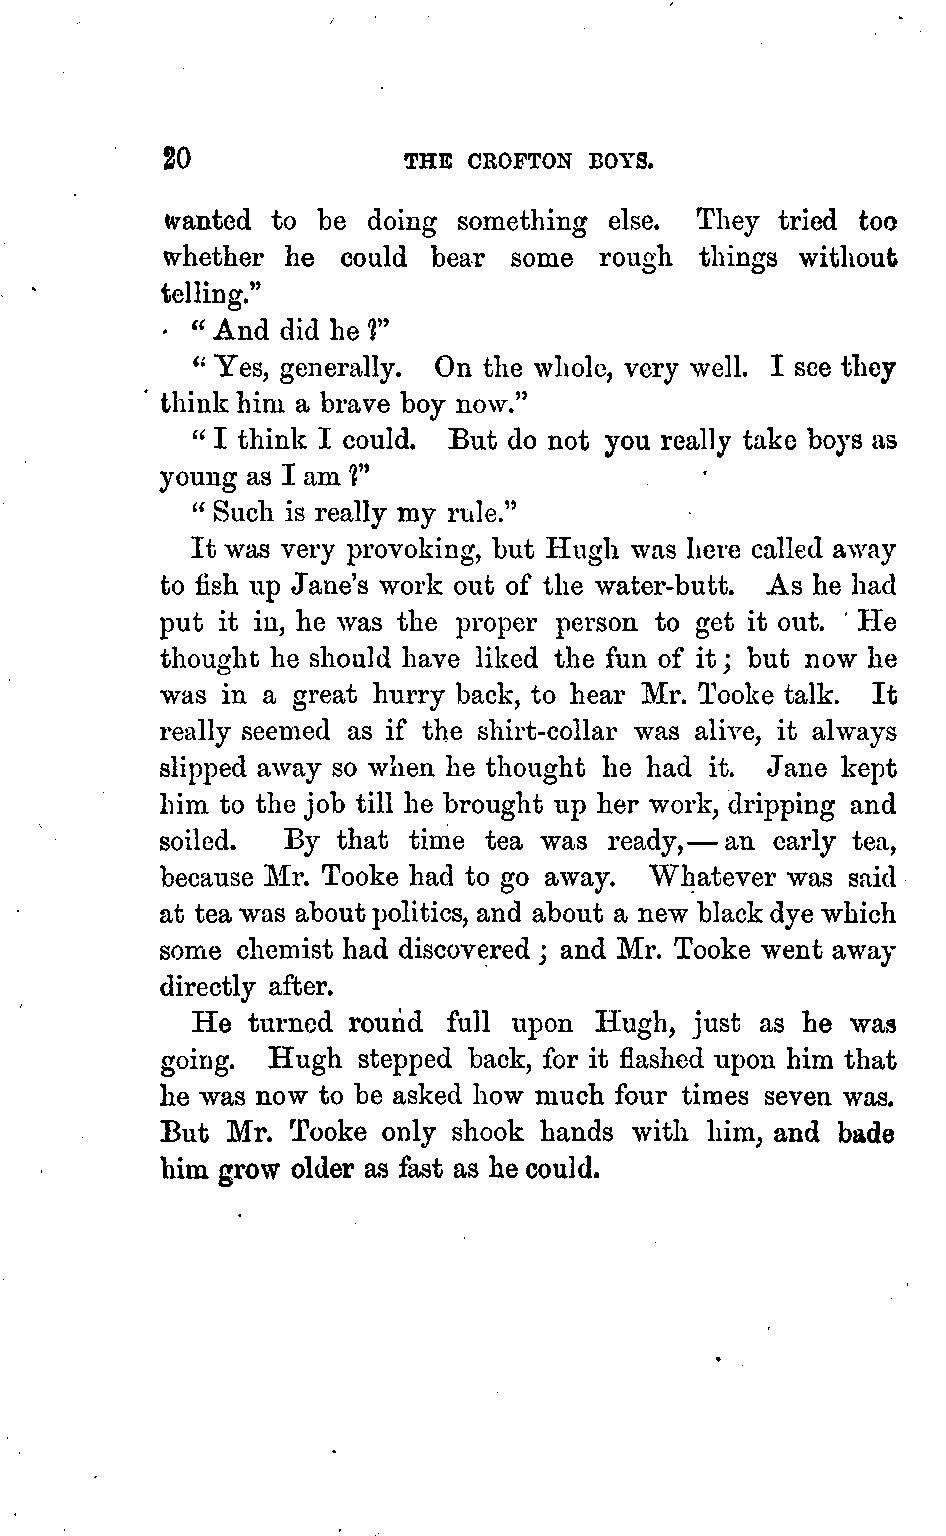 20 THE CROFTON BOYS.
wanted to be doing something else. They tried too
whether he could bear some rough things without
telling."
"And did he?"
"Yes, generally. On the whole, very well. I see they
think him a brave boy now."
"I think I could. But do not you really take boys as
young as I am?"
"Such is really my rule."
It was very provoking, but Hugh was here called away
to fish up Jane's work out of the water-butt. As he had
put it in, he was the proper person to get it out. He
thought he should have liked the fun of it; but now he
was in a great hurry back, to hear Mr. Tooke talk. It
really seemed as if the shirt-collar was alive, it always
slipped away so when he thought he had it. Jane kept
him to the job till he brought up her work, dripping and
soiled. By that time tea was ready,—an early tea,
because Mr. Tooke had to go away. Whatever was said
at tea was about politics, and about a new black dye which
some chemist had discovered; and Mr. Tooke went away
directly after.
He turned round full upon Hugh, just as he was
going. Hugh stepped back, for it flashed upon him that
he was now to be asked how much four times seven was.
But Mr. Tooke only shook hands with him, and bade
him grow older as fast as he could.